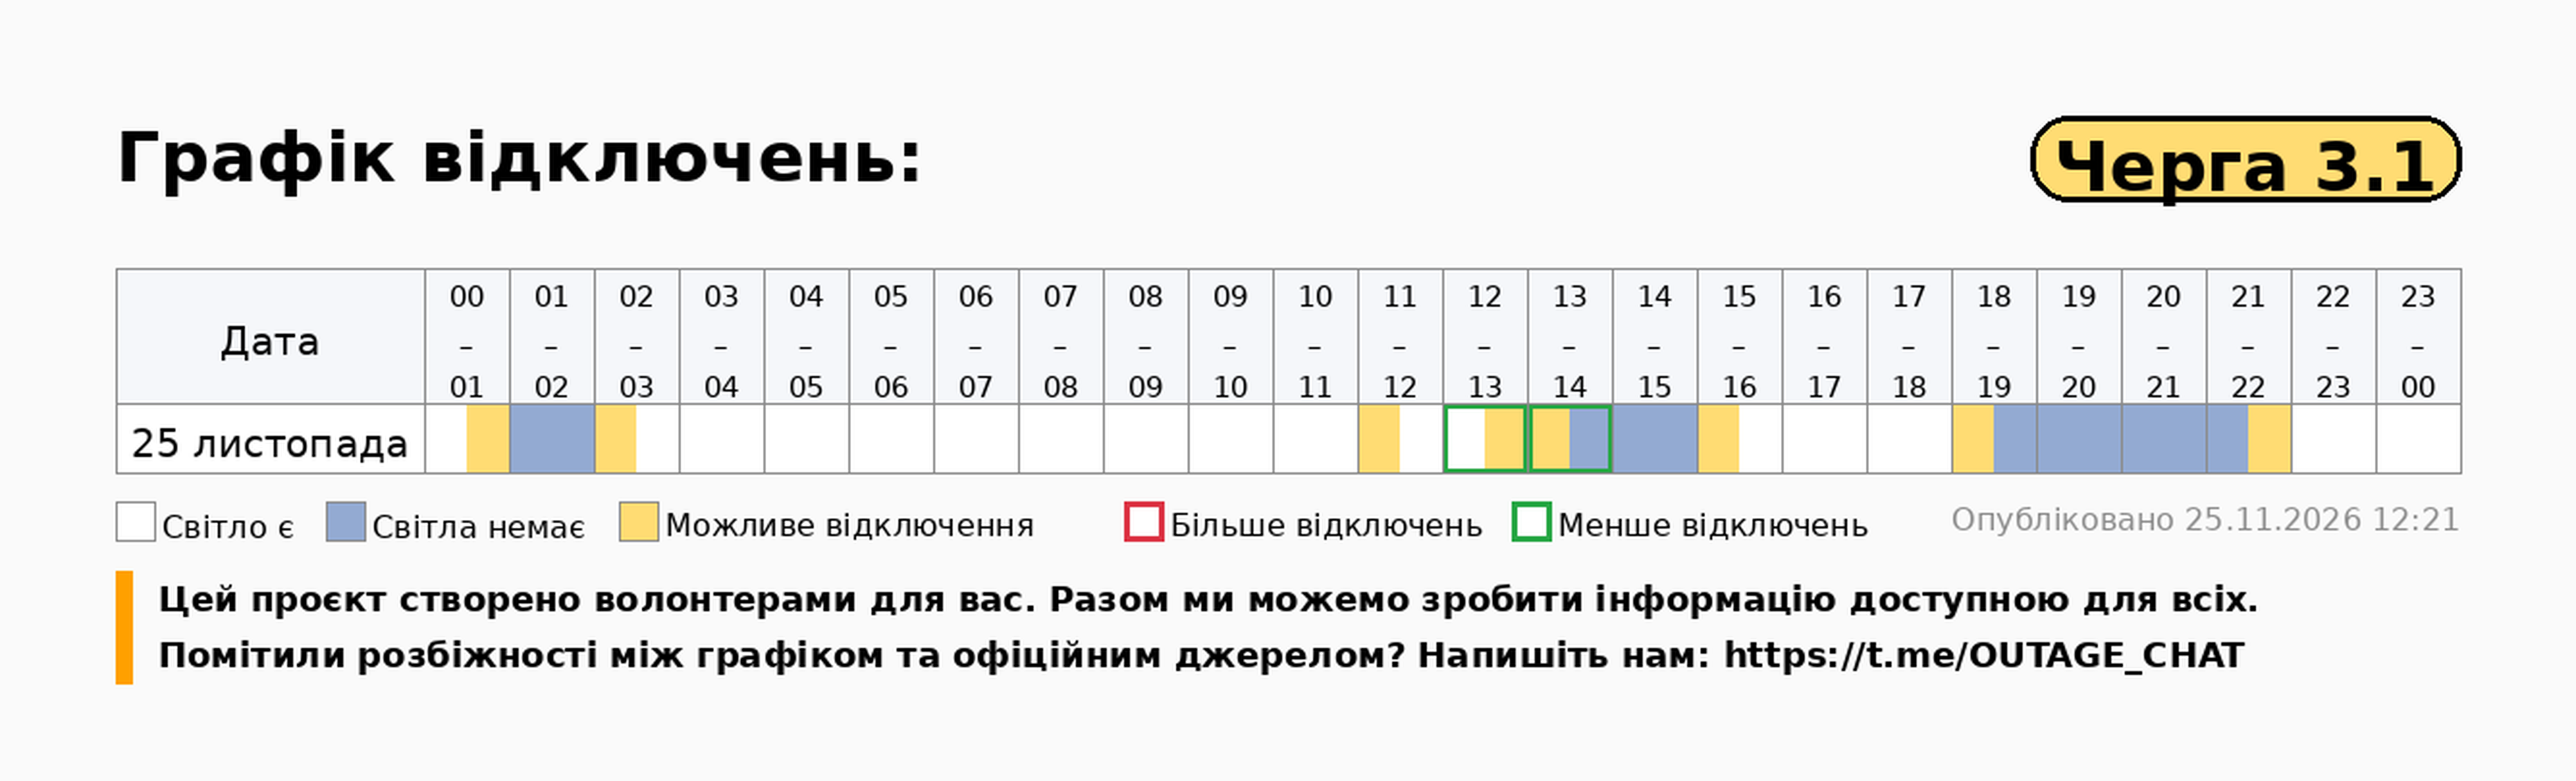 Графік відключень:
Черга 3.1
Дата
00 – 01
01 – 02
02 – 03
03 – 04
04 – 05
05 – 06
06 – 07
07 – 08
08 – 09
09 – 10
10 – 11
11 – 12
12 – 13
13 – 14
14 – 15
15 – 16
16 – 17
17 – 18
18 – 19
19 – 20
20 – 21
21 – 22
22 – 23
23 – 00
25 листопада
Світло є
Світла немає
Можливе відключення
Більше відключень
Менше відключень
Опубліковано 25.11.2026 12:21
Цей проєкт створено волонтерами для вас. Разом ми можемо зробити інформацію доступною для всіх.
Помітили розбіжності між графіком та офіційним джерелом? Напишіть нам: https://t.me/OUTAGE_CHAT